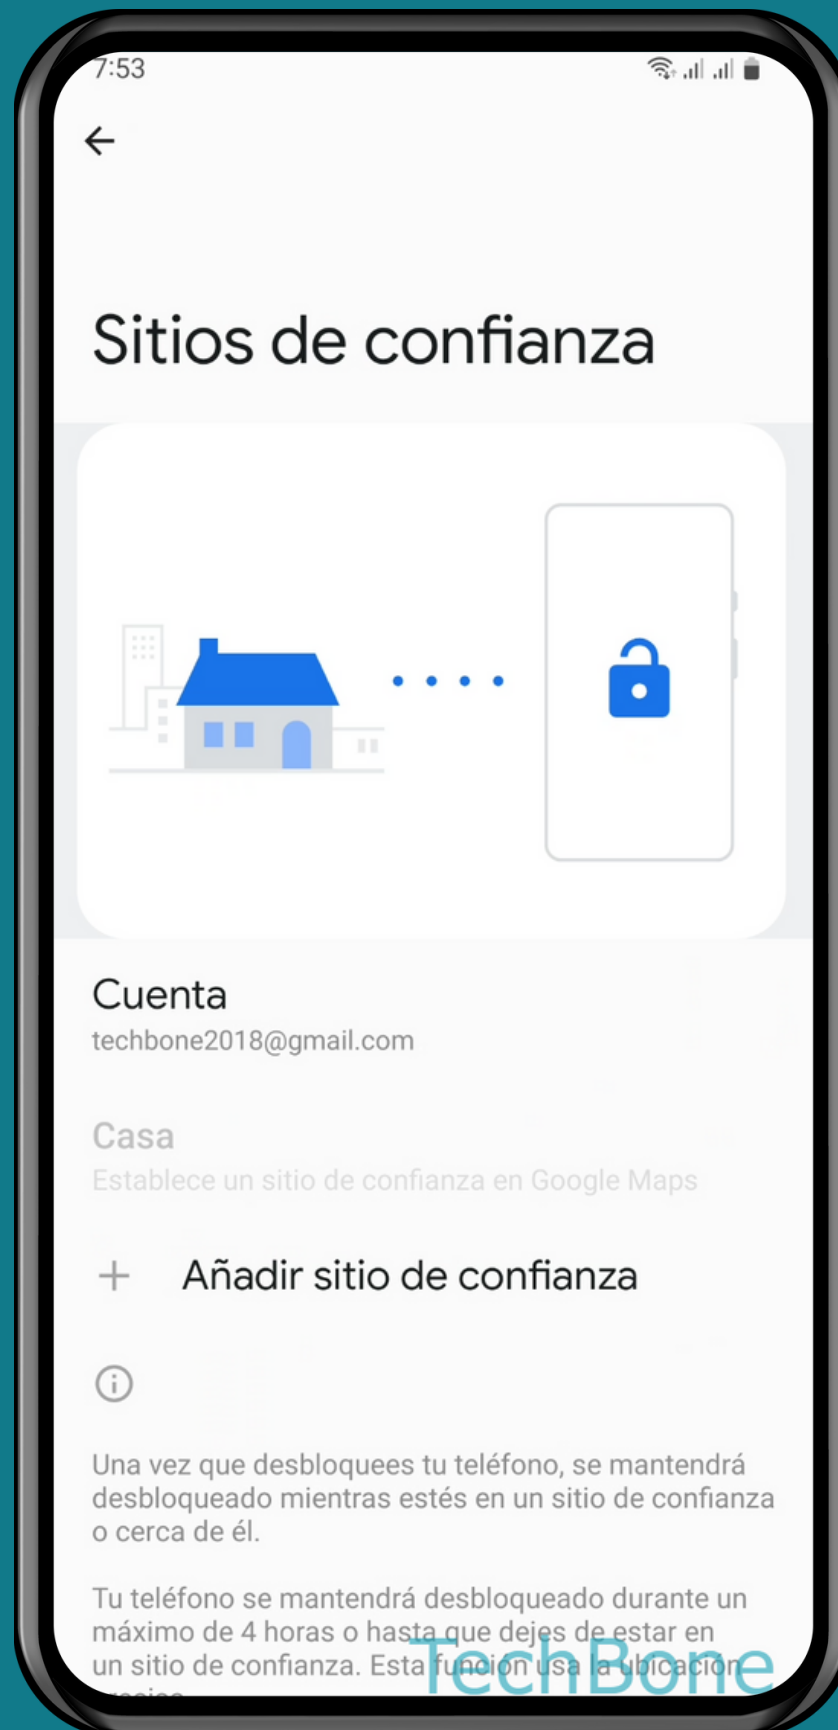 7:53
Sitios de confianza
Cuenta
techbone2018@gmail.com
Casa
Establece un sitio de confianza en Google Maps
Añadir sitio de confianza
Una vez que desbloquees tu teléfono, se mantendrá
desbloqueado mientras estés en un sitio de confianza
o cerca de él.
Tu teléfono se mantendrá desbloqueado durante un
máximo de 4 horas o hasta que dejes de estar en
un sitio de confianza. Esta función usa la ubicación
TechBone